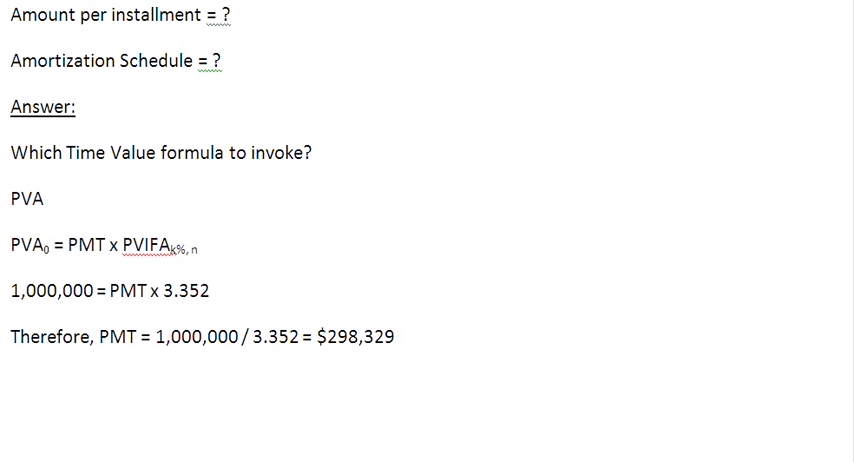 Amount per installment = ?
Amortization Schedule = ?
Answer:
Which Time Value formula to invoke?
PVA
PVA₀ = PMT x PVIFAk%, n
1,000,000 = PMT x 3.352
Therefore, PMT = 1,000,000 / 3.352 = $298,329